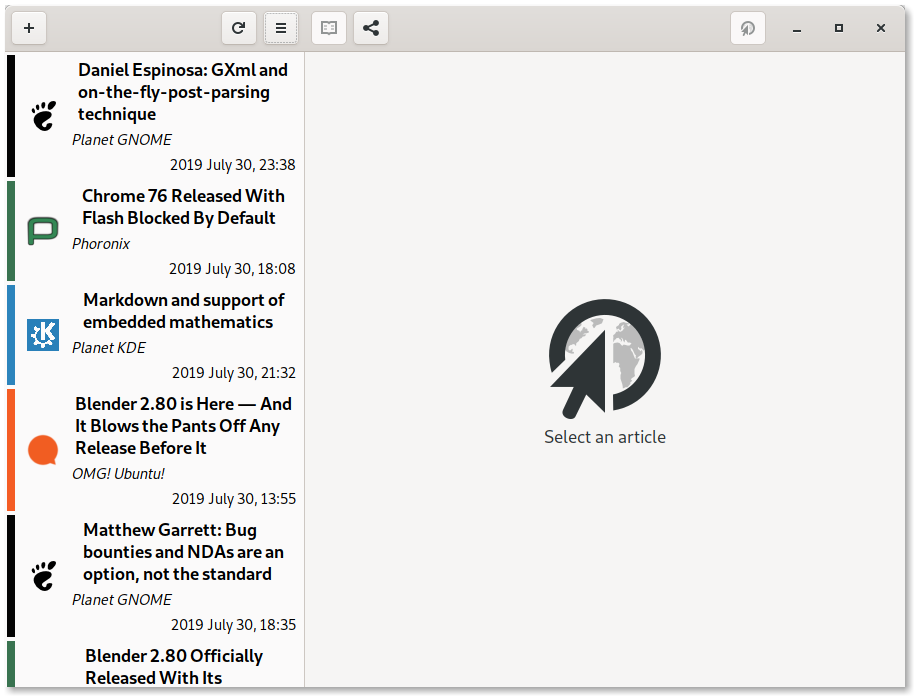 Daniel Espinosa: GXml and
on-the-fly-post-parsing
technique
Planet GNOME
2019 July 30, 23:38
Chrome 76 Released With
Flash Blocked By Default
Phoronix
2019 July 30, 18:08
Markdown and support of
embedded mathematics
Planet KDE
2019 July 30, 21:32
Blender 2.80 is Here — And
It Blows the Pants Off Any
Release Before It
OMG! Ubuntu!
2019 July 30, 13:55
Matthew Garrett: Bug
bounties and NDAs are an
option, not the standard
Planet GNOME
2019 July 30, 18:35
Blender 2.80 Officially
Released With Its
Select an article